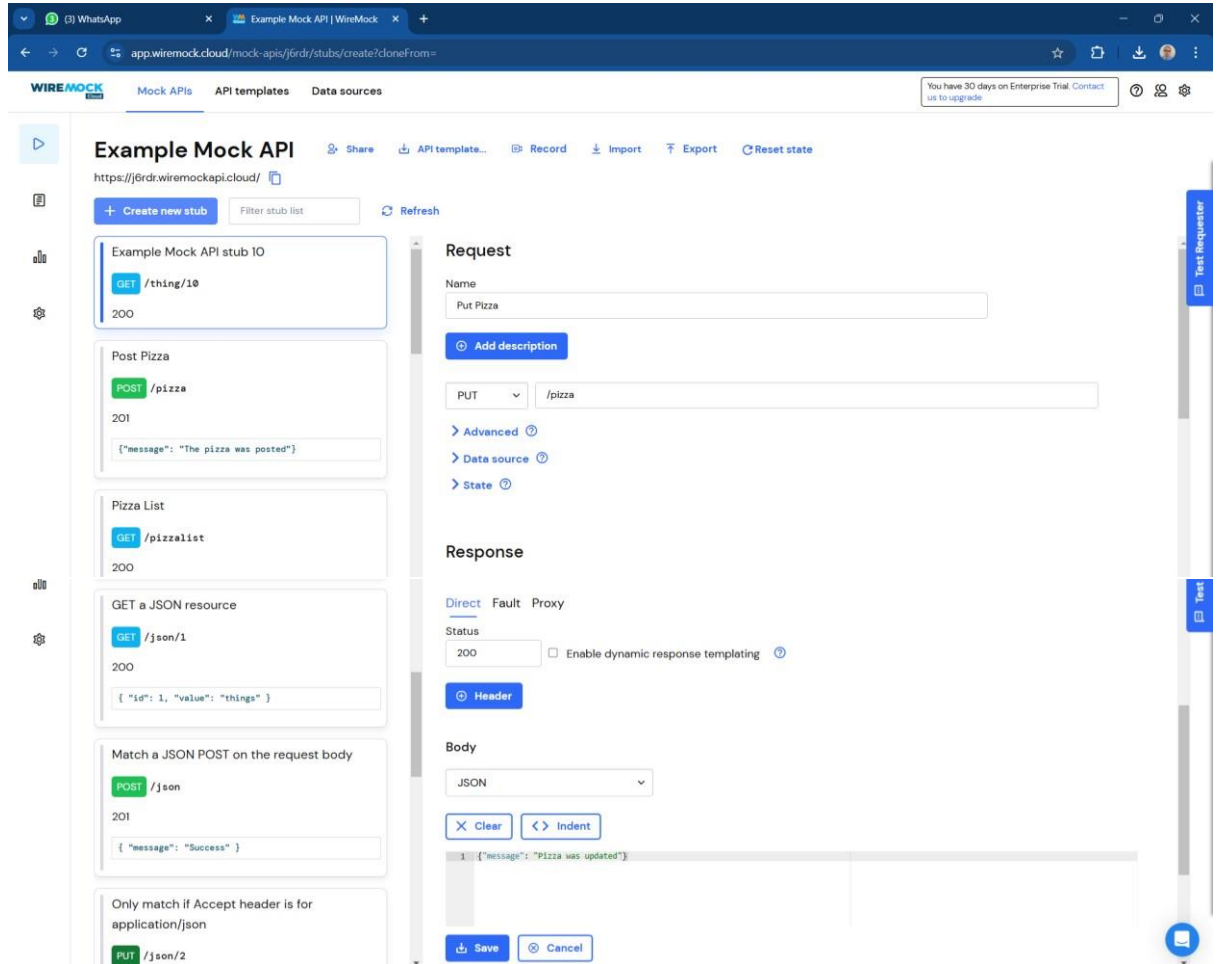 (3) WhatsApp
Example Mock API | WireMock
app.wiremock.cloud/mock-apis/j6rdr/stubs/create?cloneFrom=
WIREMOCK
Cloud
Mock APIs API templates Data sources
You have 30 days on Enterprise Trial. Contact
us to upgrade
Example Mock API
Share
API template...
Record
Import
Export
Reset state
https://j6rdr.wiremockapi.cloud/
Create new stub
Filter stub list
Refresh
Test Requester
Example Mock API stub 10
GET /thing/10
200
Post Pizza
POST /pizza
201
{"message": "The pizza was posted"}
Pizza List
GET /pizzalist
200
Request
Name
Put Pizza
Add description
PUT /pizza
Advanced
Data source
State
Response
GET a JSON resource
GET /json/1
200
{ "id": 1, "value": "things" }
Match a JSON POST on the request body
POST /json
201
{ "message": "Success" }
Only match if Accept header is for
application/json
PUT /json/2
Direct Fault Proxy
Status
200 Enable dynamic response templating
Header
Body
JSON
Clear Indent
1 {"message": "Pizza was updated"}
Save Cancel
Test